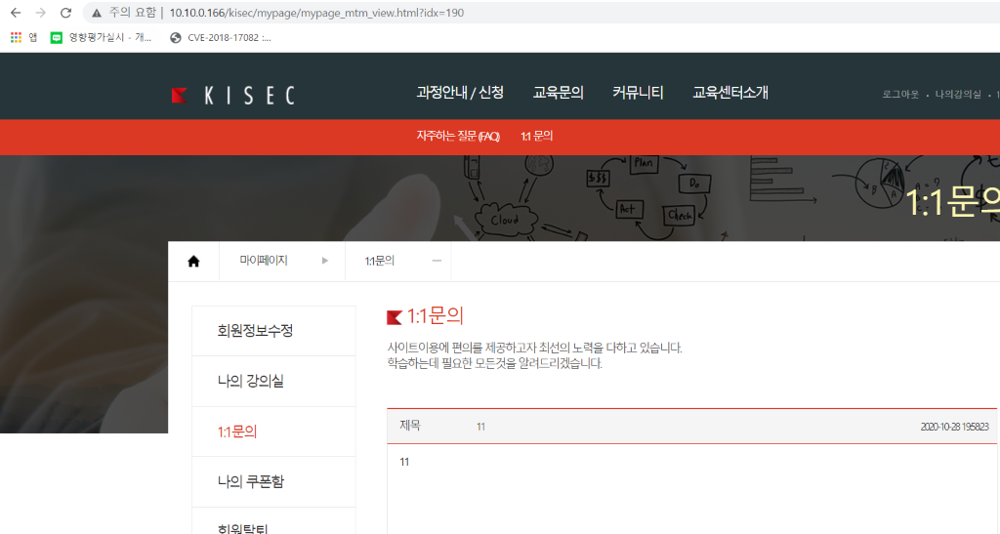 주의 요함 | 10.10.0.166/kisec/mypage/mypage_mtm_view.html?idx=190
앱 영향평가실시 - 개... CVE-2018-17082 :...
KISEC 과정안내 / 신청 교육문의 커뮤니티 교육센터소개 로그아웃 • 나의강의실 •
자주하는 질문 (FAQ) 1:1 문의
Plan
$$$ Do
Act Check
Cloud
B A
A = ?
B =
C =
1:1문의
마이페이지 1:1문의
회원정보수정
나의 강의실
1:1문의
나의 쿠폰함
회원탈퇴
1:1문의
사이트이용에 편의를 제공하고자 최선의 노력을 다하고 있습니다.
학습하는데 필요한 모든것을 알려드리겠습니다.
제목 11 2020-10-28 19:58:23
11